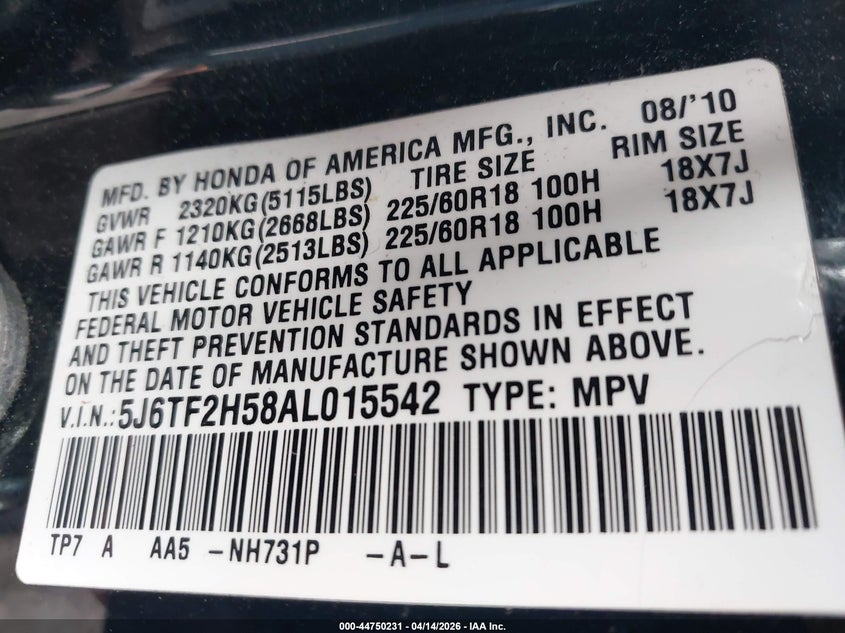 MFD. BY HONDA OF AMERICA MFG., INC. 08/'10
GVWR 2320KG(5115LBS) TIRE SIZE RIM SIZE
GAWR F 1210KG(2668LBS) 225/60R18 100H 18X7J
GAWR R 1140KG(2513LBS) 225/60R18 100H 18X7J
THIS VEHICLE CONFORMS TO ALL APPLICABLE
FEDERAL MOTOR VEHICLE SAFETY
AND THEFT PREVENTION STANDARDS IN EFFECT
ON THE DATE OF MANUFACTURE SHOWN ABOVE.
V.I.N.:5J6TF2H58AL015542 TYPE: MPV
TP7 A AA5 -NH731P -A-L
000-44750231 - 04/14/2026 - IAA Inc.